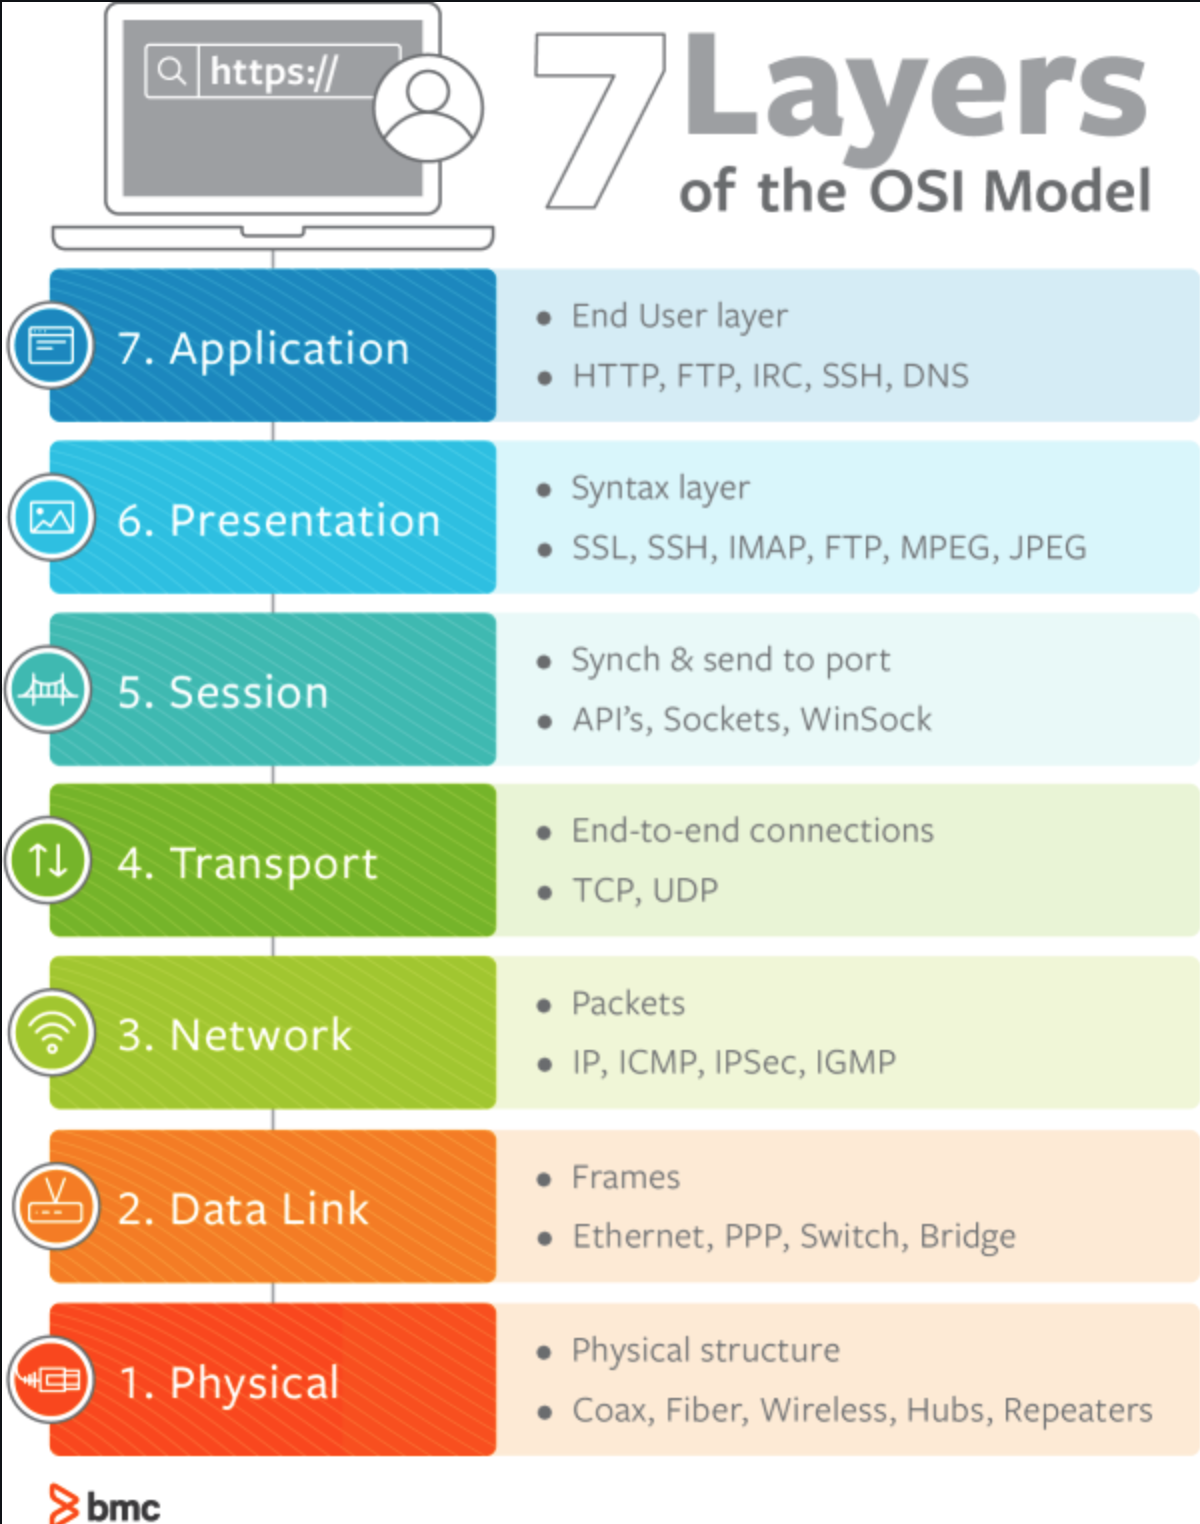 https://
7 Layers
of the OSI Model
7. Application
• End User layer
• HTTP, FTP, IRC, SSH, DNS
6. Presentation
• Syntax layer
• SSL, SSH, IMAP, FTP, MPEG, JPEG
5. Session
• Synch & send to port
• API’s, Sockets, WinSock
4. Transport
• End-to-end connections
• TCP, UDP
3. Network
• Packets
• IP, ICMP, IPSec, IGMP
2. Data Link
• Frames
• Ethernet, PPP, Switch, Bridge
1. Physical
• Physical structure
• Coax, Fiber, Wireless, Hubs, Repeaters
bmc